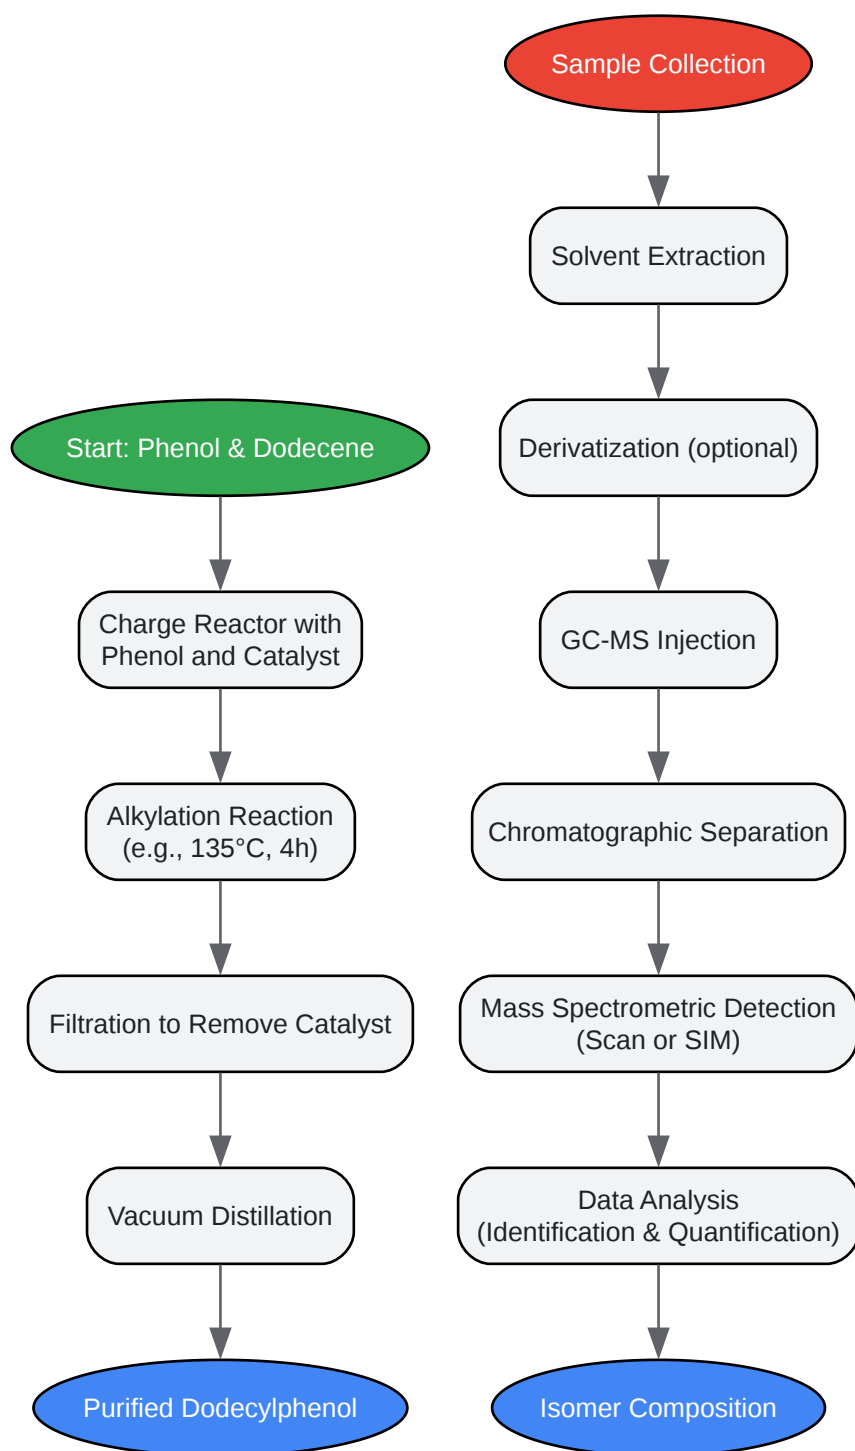 Sample Collection
Solvent Extraction
Derivatization (optional)
GC-MS Injection
Chromatographic Separation
Mass Spectrometric Detection
(Scan or SIM)
Data Analysis
(Identification & Quantification)
Isomer Composition
Start: Phenol & Dodecene
Charge Reactor with
Phenol and Catalyst
Alkylation Reaction
(e.g., 135°C, 4h)
Filtration to Remove Catalyst
Vacuum Distillation
Purified Dodecylphenol